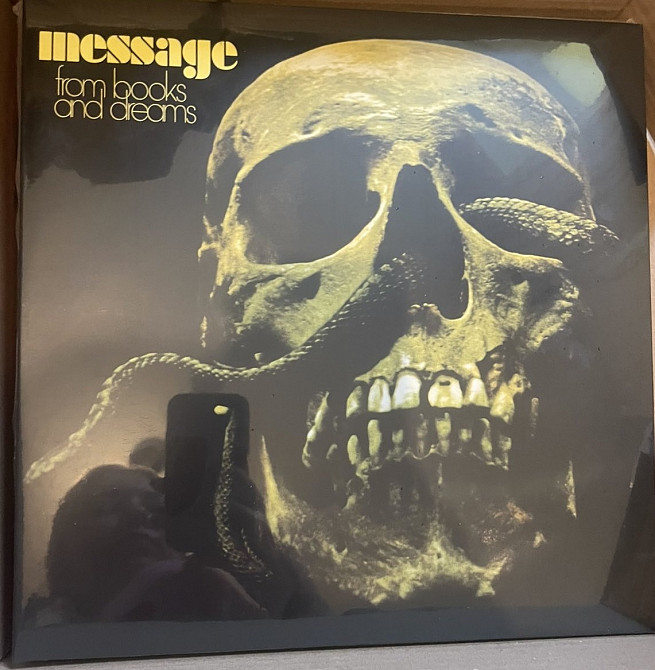 message
from books
and dreams